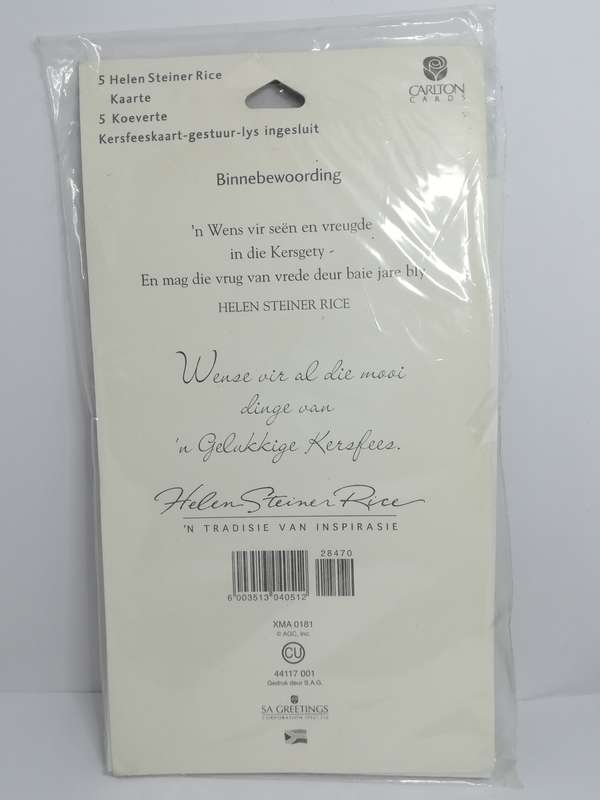 5 Helen Steiner Rice
Kaarte
5 Koeverte
Kersfeeskaart-gestuur-lys ingesluit
CARLTON
CARDS
Binnebewoording
'n Wens vir seën en vreugde
in die Kersgety -
En mag die vrug van vrede deur baie jare bly
HELEN STEINER RICE
Wense vir al die mooi
dinge van
'n Gelukkige Kersfees.
Helen Steiner Rice
'N TRADISIE VAN INSPIRASIE
28470
6 003513 040512
XMA 0181
© AGC, Inc.
CU
44117 001
Gedruk deur S.A.G.
SA GREETINGS